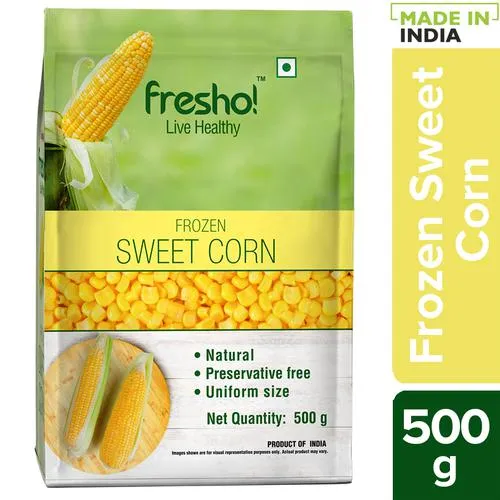 fresho!™
Live Healthy
FROZEN
SWEET CORN
• Natural
• Preservative free
• Uniform size
Net Quantity: 500 g
PRODUCT OF INDIA
Images shown are for visual representation purposes only. Actual product may vary.
MADE IN
INDIA
Frozen Sweet
Corn
500
g